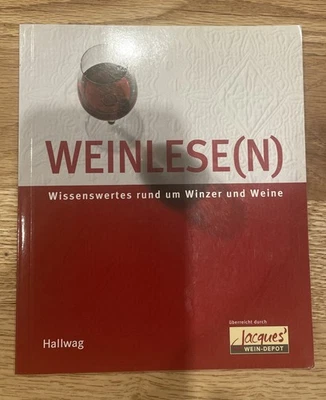 WEINLESE(N)
Wissenswertes rund um Winzer und Weine
überreicht durch
Jacques'
WEIN-DEPOT
Hallwag